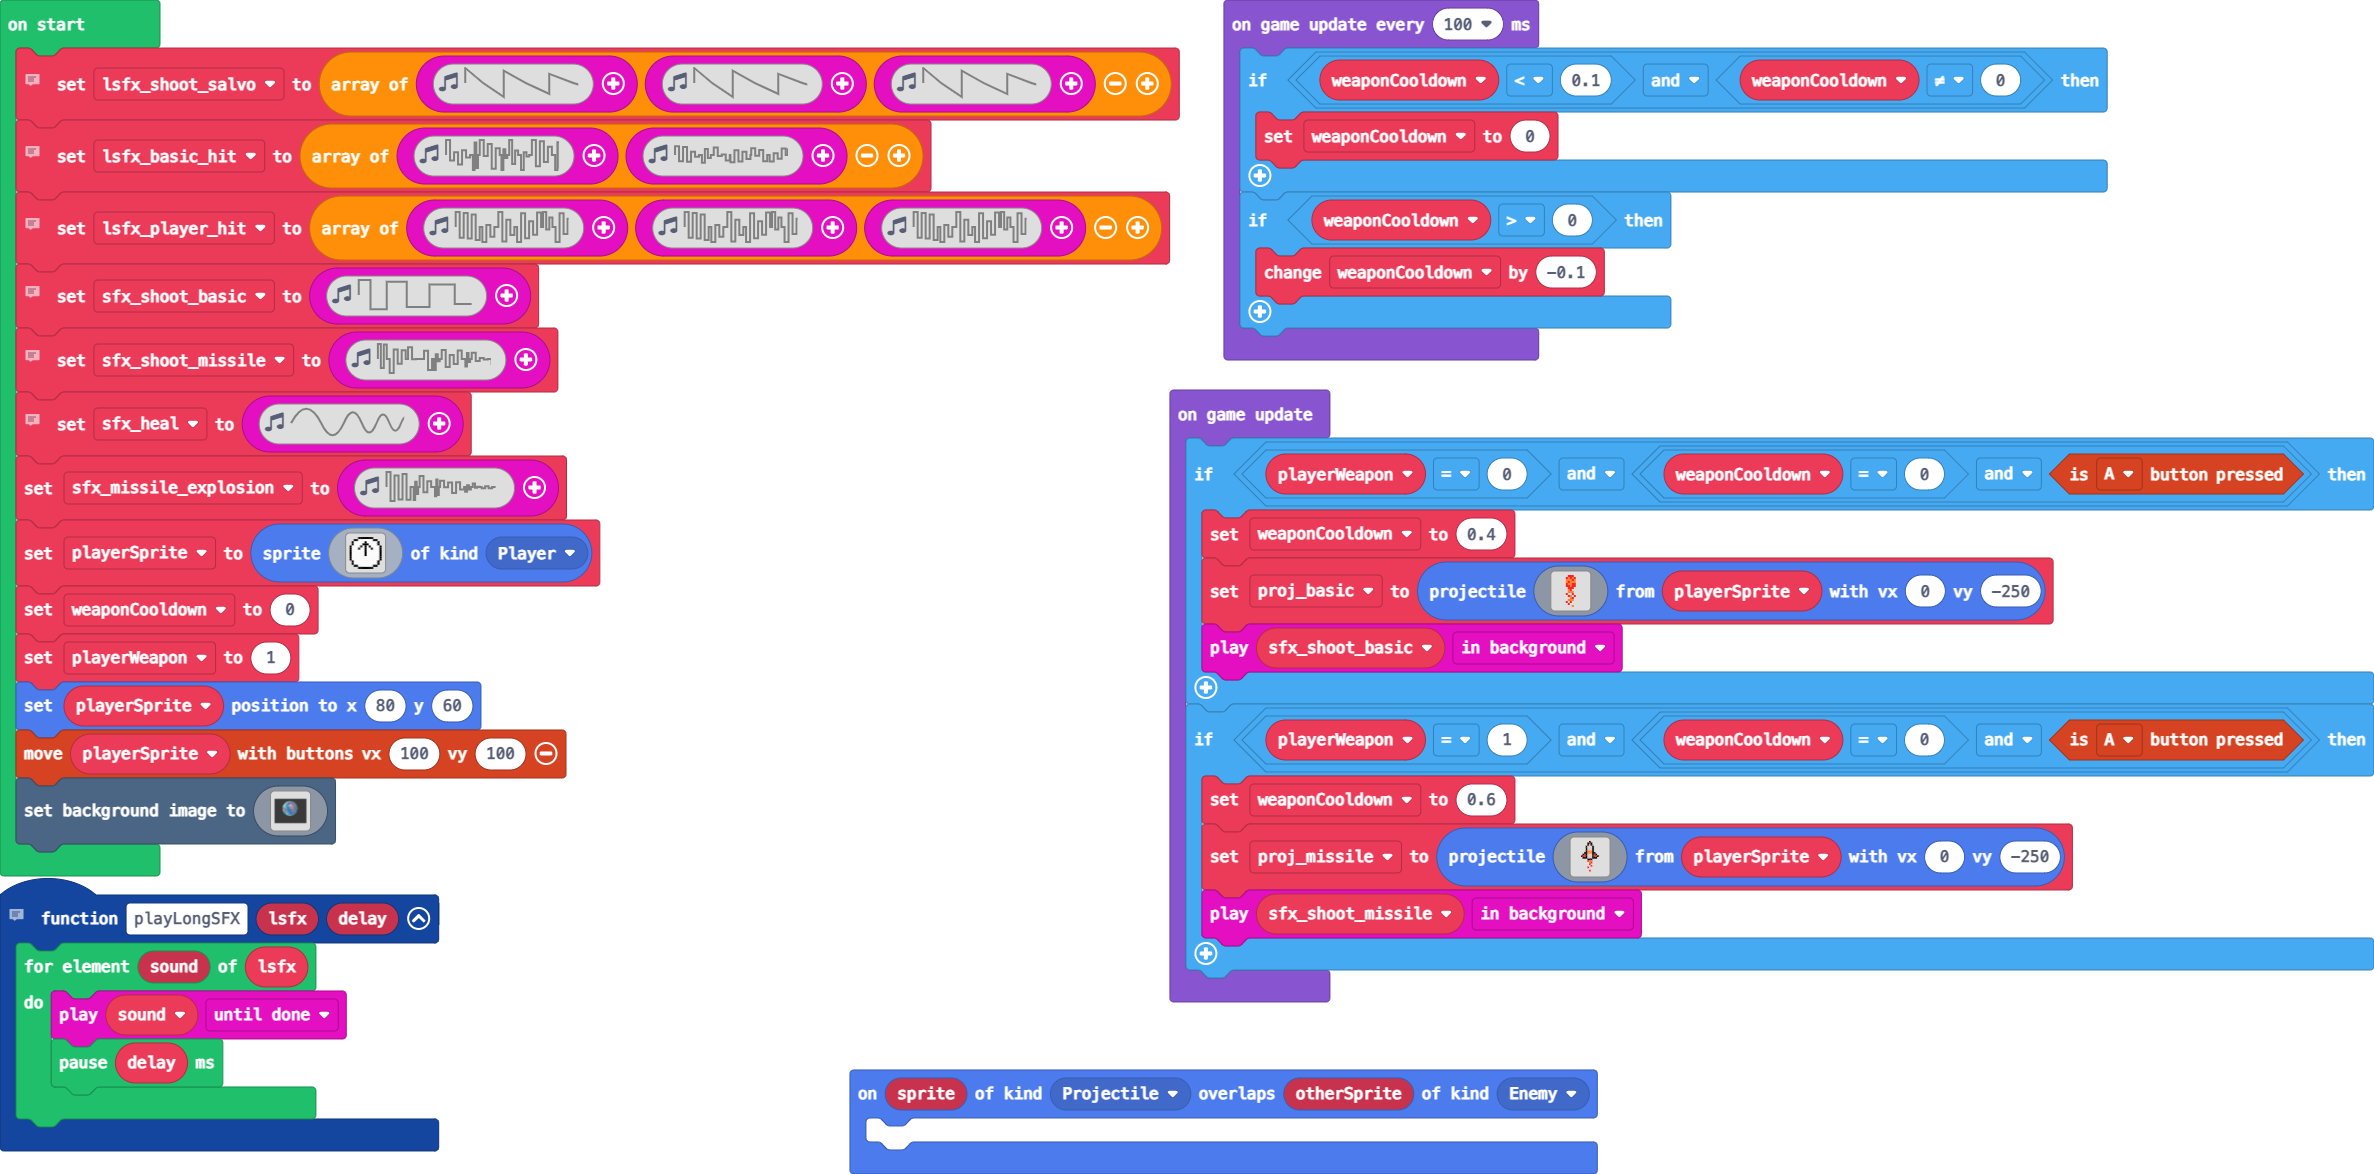 on start
set lsfx_shoot_salvo to array of
set lsfx_basic_hit to array of
set lsfx_player_hit to array of
set sfx_shoot_basic to
set sfx_shoot_missile to
set sfx_heal to
set sfx_missile_explosion to
set playerSprite to sprite of kind Player
set weaponCooldown to 0
set playerWeapon to 1
set playerSprite position to x 80 y 60
move playerSprite with buttons vx 100 vy 100
set background image to
function playLongSFX lsfx delay
for element sound of lsfx
do
play sound until done
pause delay ms
on game update every 100 ms
if weaponCooldown < 0.1 and weaponCooldown ≠ 0 then
set weaponCooldown to 0
if weaponCooldown > 0 then
change weaponCooldown by -0.1
on game update
if playerWeapon = 0 and weaponCooldown = 0 and is A button pressed then
set weaponCooldown to 0.4
set proj_basic to projectile from playerSprite with vx 0 vy -250
play sfx_shoot_basic in background
if playerWeapon = 1 and weaponCooldown = 0 and is A button pressed then
set weaponCooldown to 0.6
set proj_missile to projectile from playerSprite with vx 0 vy -250
play sfx_shoot_missile in background
on sprite of kind Projectile overlaps otherSprite of kind Enemy